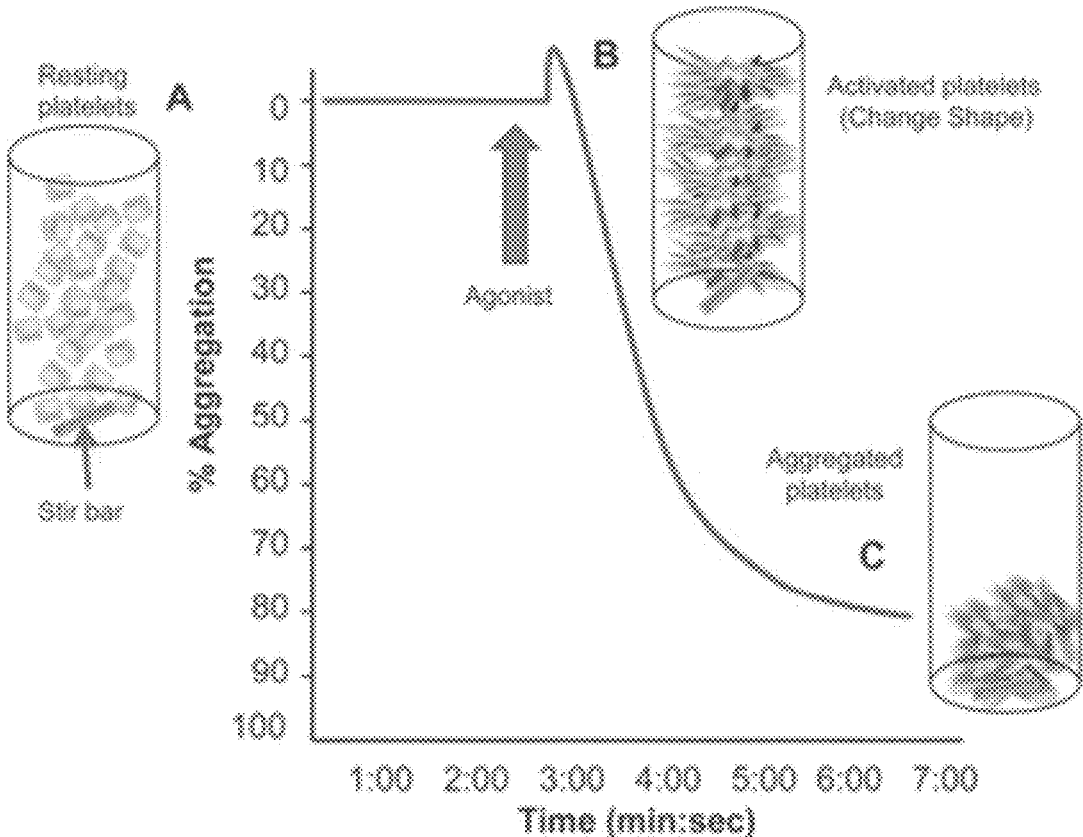 Resting
platelets
A
Stir bar
% Aggregation
0
10
20
30
40
50
60
70
80
90
100
Agonist
B
Activated platelets
(Change Shape)
Aggregated
platelets
C
1:00 2:00 3:00 4:00 5:00 6:00 7:00
Time (min:sec)